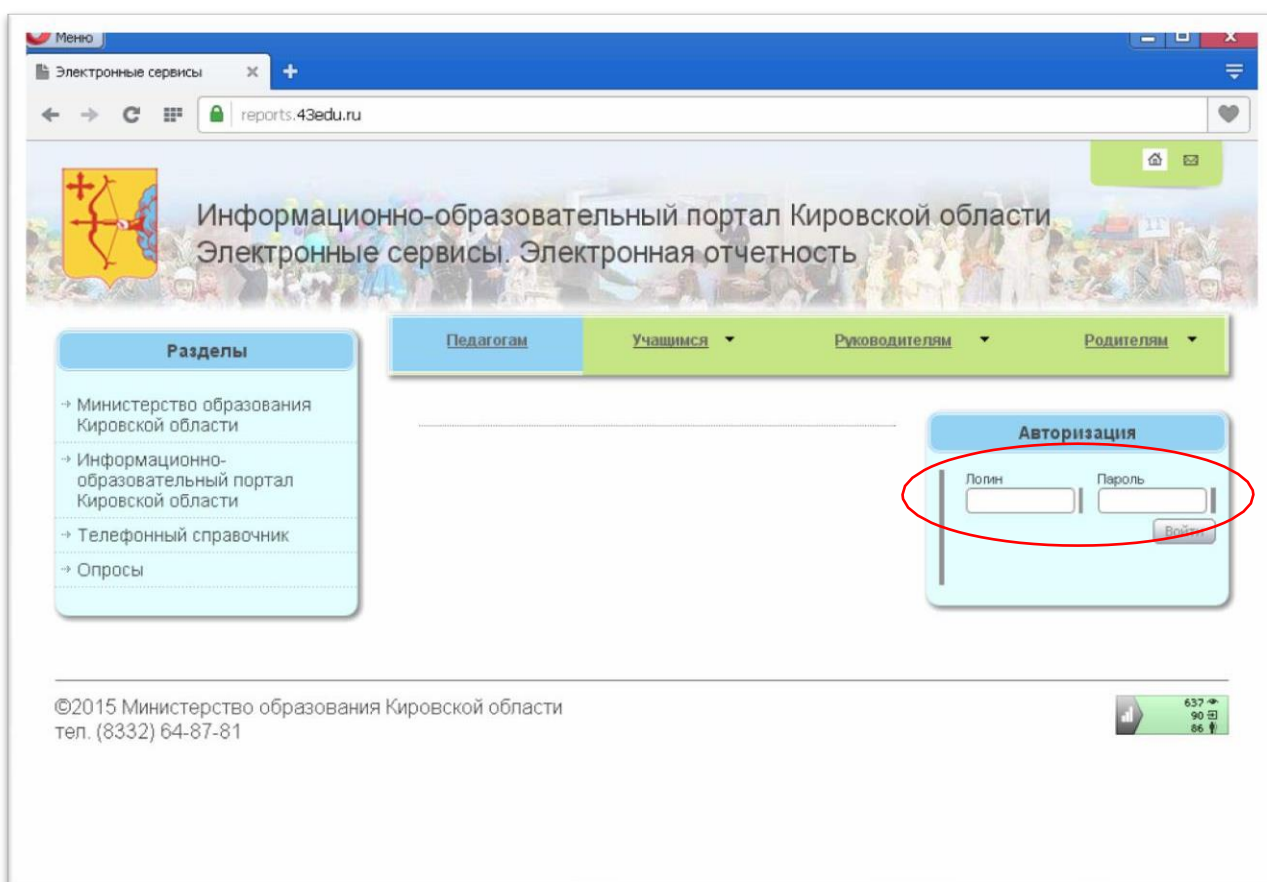 Меню
Электронные сервисы
reports.43edu.ru
Информационно-образовательный портал Кировской области
Электронные сервисы. Электронная отчетность
Разделы
Министерство образования
Кировской области
Информационно-
образовательный портал
Кировской области
Телефонный справочник
Опросы
Педагогам Учащимся Руководителям Родителям
Авторизация
Логин Пароль
Войти
©2015 Министерство образования Кировской области
тел. (8332) 64-87-81
637
90
86